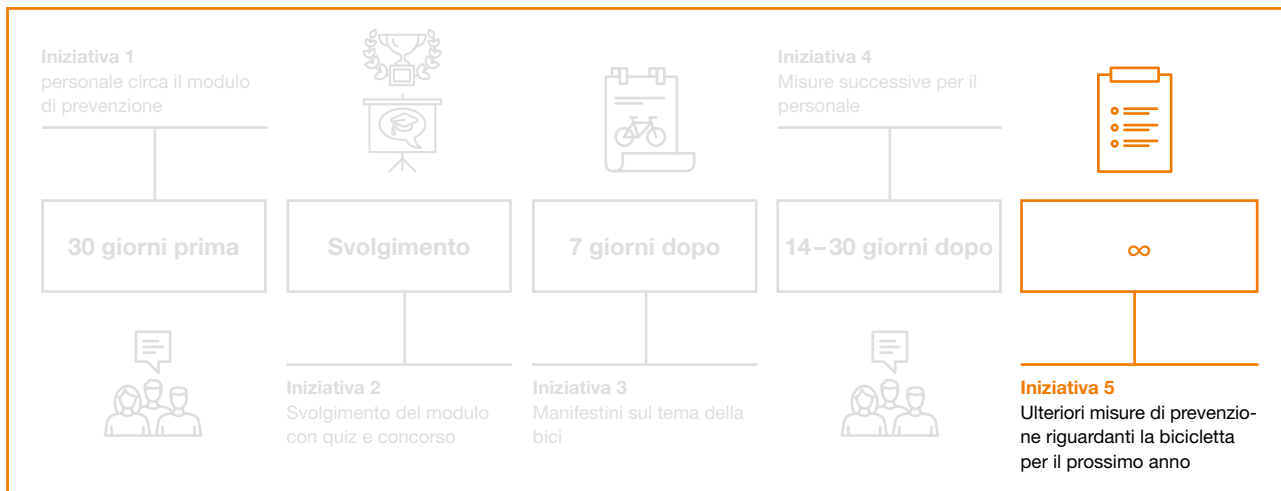 Iniziativa 1
personale circa il modulo
di prevenzione
Iniziativa 4
Misure successive per il
personale
30 giorni prima
Svolgimento
7 giorni dopo
14–30 giorni dopo
∞
Iniziativa 2
Svolgimento del modulo
con quiz e concorso
Iniziativa 3
Manifestini sul tema della
bici
Iniziativa 5
Ulteriori misure di prevenzio-
ne riguardanti la bicicletta
per il prossimo anno